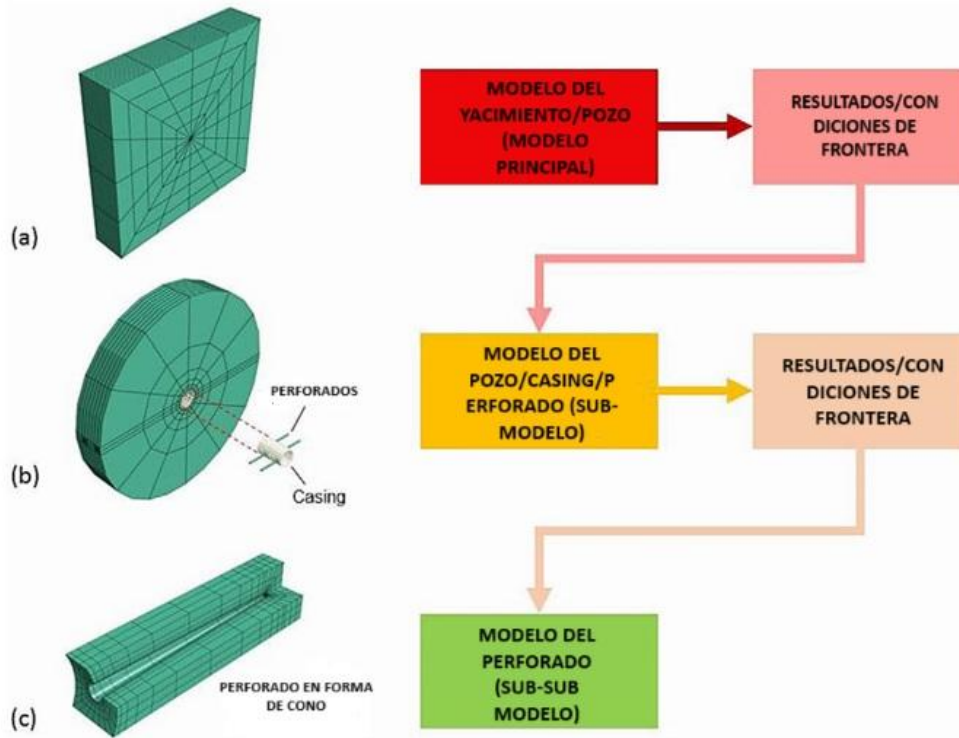 MODELO DEL
YACIMIENTO/POZO
(MODELO
PRINCIPAL)
RESULTADOS/CON
DICIONES DE
FRONTERA
(a)
MODELO DEL
POZO/CASING/P
ERFORADO (SUB-
MODELO)
RESULTADOS/CON
DICIONES DE
FRONTERA
PERFORADOS
Casing
(b)
MODELO DEL
PERFORADO
(SUB-SUB
MODELO)
PERFORADO EN FORMA
DE CONO
(c)